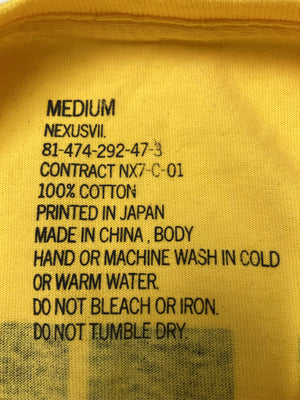 MEDIUM
NEXUSVII.
81-474-292-47-3
CONTRACT NX7-C-01
100% COTTON
PRINTED IN JAPAN
MADE IN CHINA , BODY
HAND OR MACHINE WASH IN COLD
OR WARM WATER.
DO NOT BLEACH OR IRON.
DO NOT TUMBLE DRY.